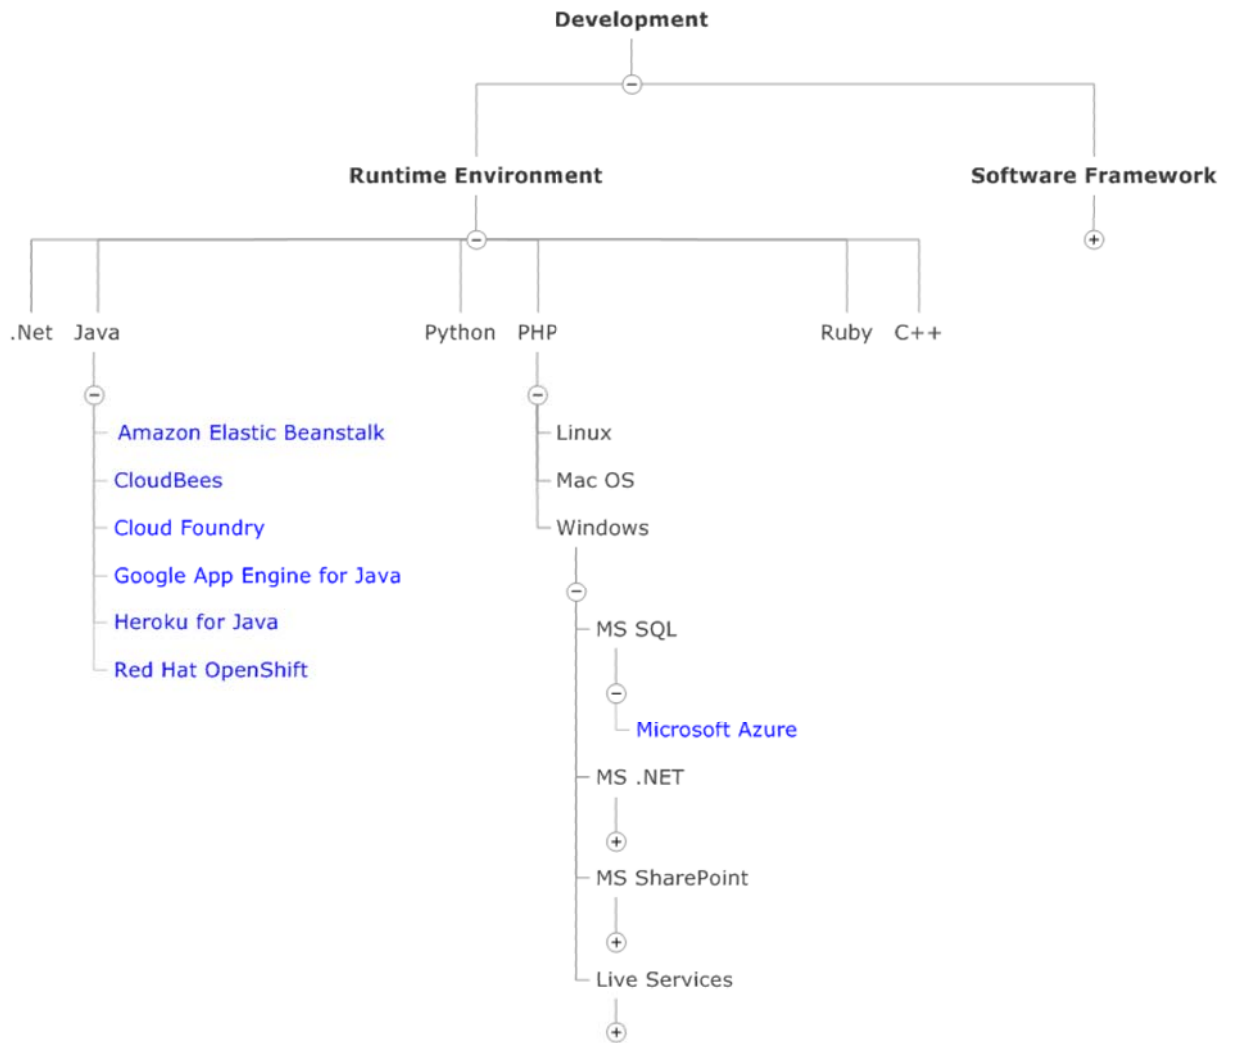 Development
Runtime Environment
Software Framework
.Net
Java
Python
PHP
Ruby
C++
Amazon Elastic Beanstalk
CloudBees
Cloud Foundry
Google App Engine for Java
Heroku for Java
Red Hat OpenShift
Linux
Mac OS
Windows
MS SQL
Microsoft Azure
MS .NET
MS SharePoint
Live Services